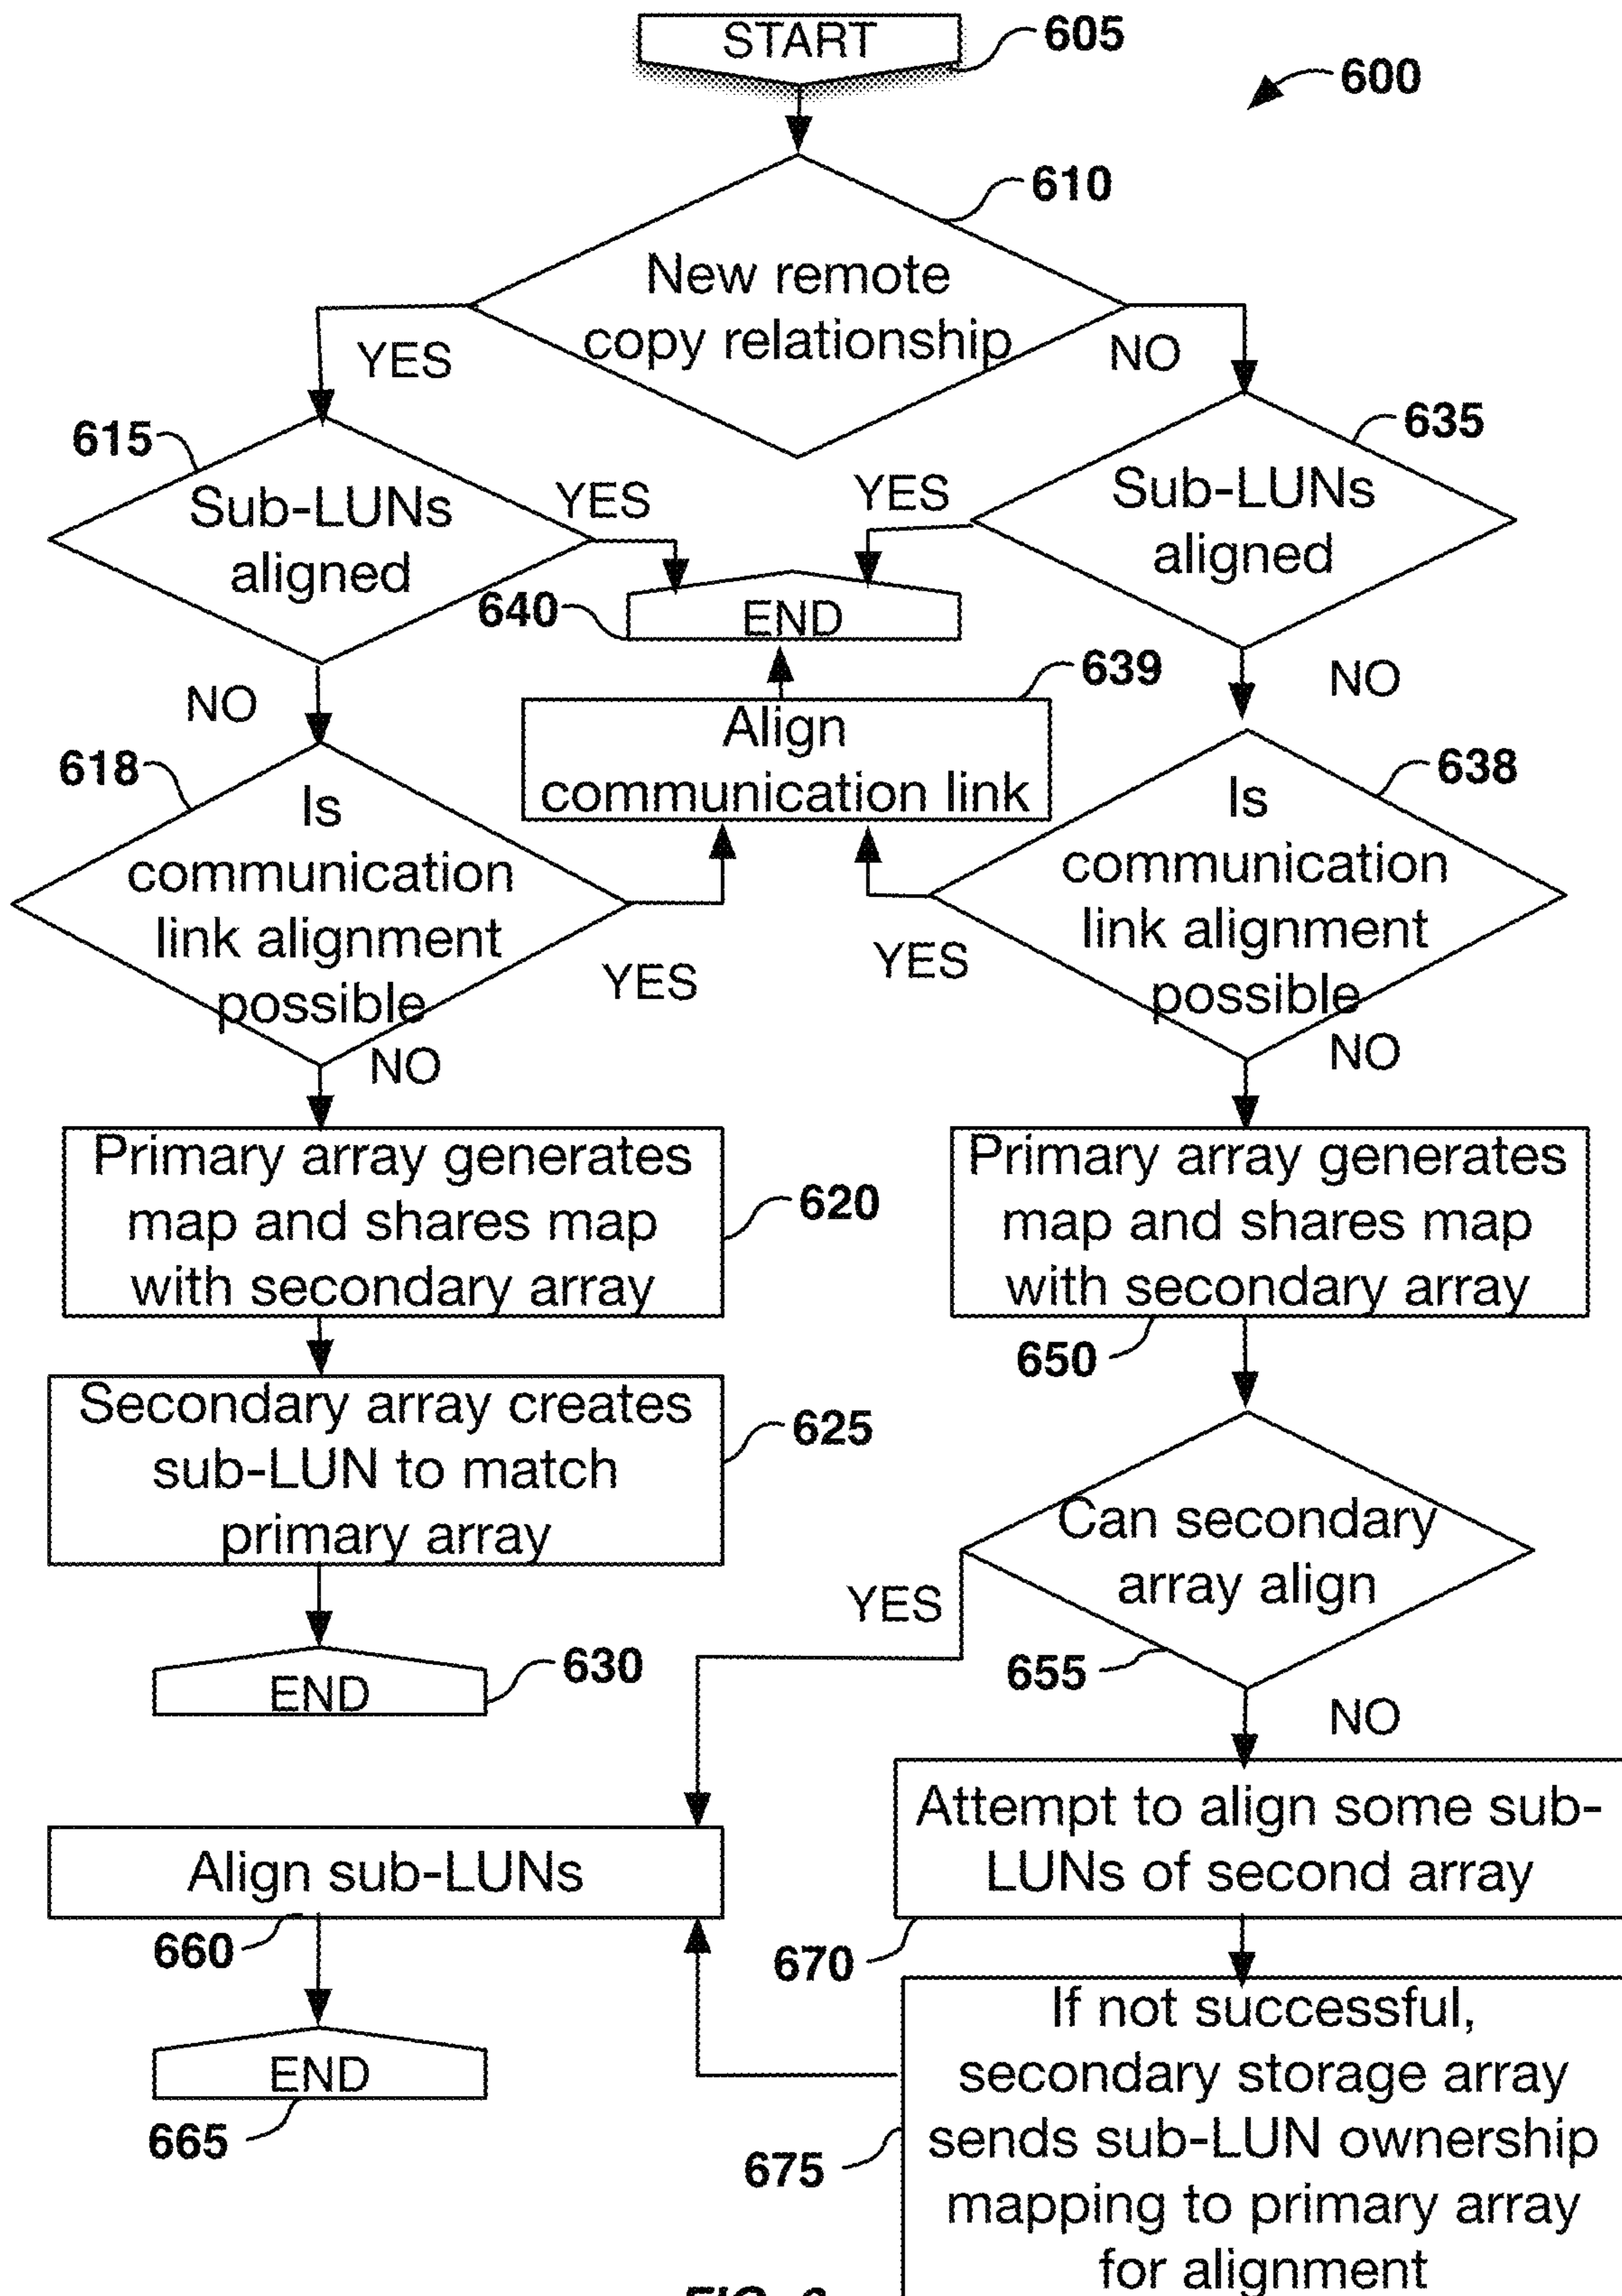 START
605
600
610
New remote
copy relationship
YES
NO
615
635
Sub-LUNs
aligned
YES
YES
Sub-LUNs
aligned
640
END
NO
639
NO
Align
communication link
618
638
Is
communication
link alignment
possible
Is
communication
link alignment
possible
YES
YES
NO
NO
Primary array generates
map and shares map
with secondary array
620
Primary array generates
map and shares map
with secondary array
650
Secondary array creates
sub-LUN to match
primary array
625
Can secondary
array align
YES
655
END
630
NO
Attempt to align some sub-
LUNs of second array
Align sub-LUNs
660
670
If not successful,
secondary storage array
sends sub-LUN ownership
mapping to primary array
for alignment
END
665
675